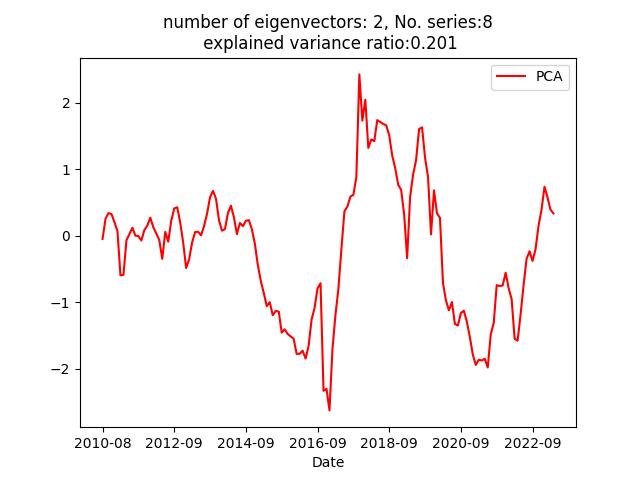 number of eigenvectors: 2, No. series:8
explained variance ratio:0.201
PCA
2
1
0
−1
−2
2010-08 2012-09 2014-09 2016-09 2018-09 2020-09 2022-09
Date